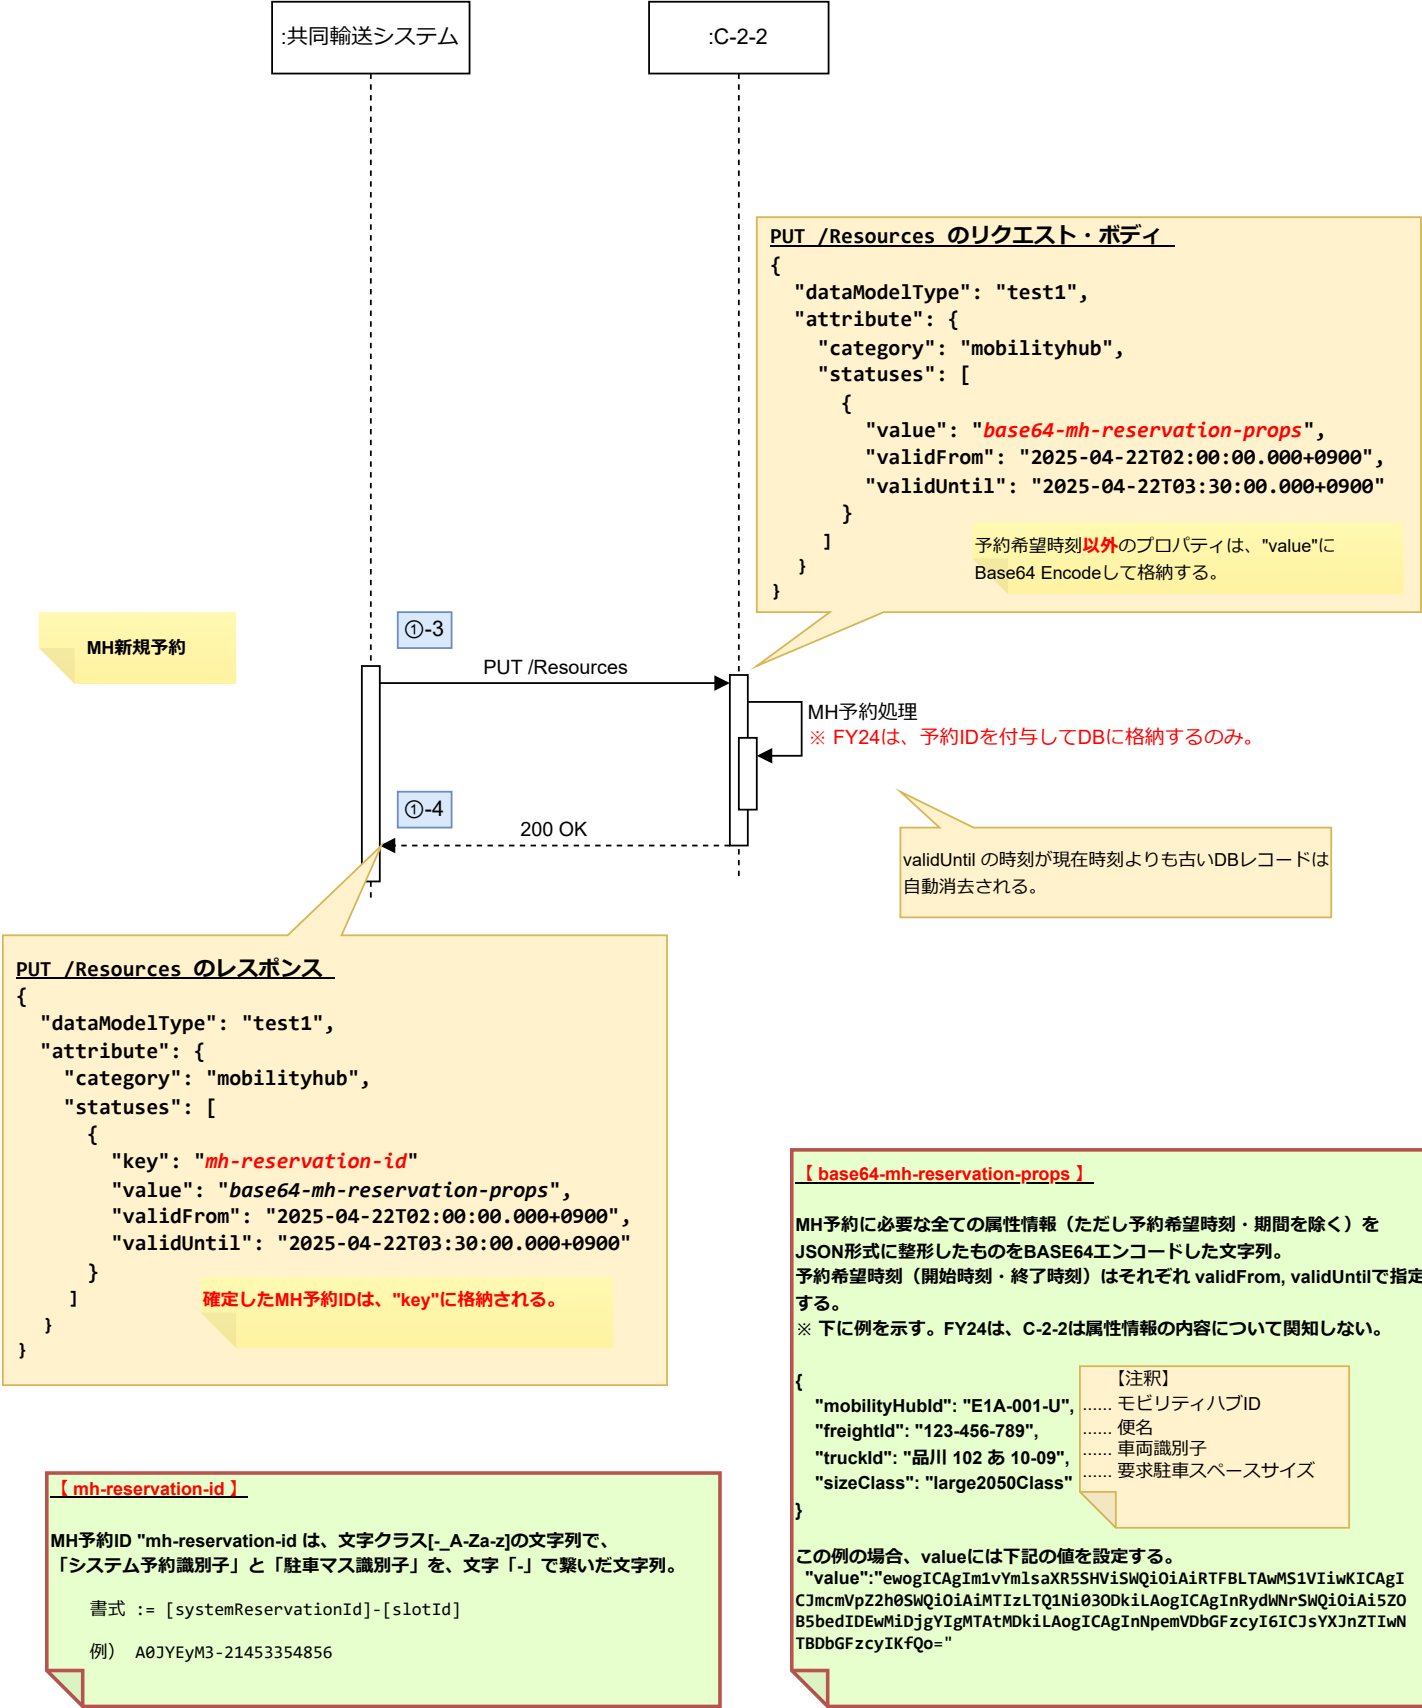 :共同輸送システム
:C-2-2
PUT /Resources のリクエスト・ボディ
{
"dataModelType": "test1",
"attribute": {
"category": "mobilityhub",
"statuses": [
{
"value": "base64-mh-reservation-props",
"validFrom": "2025-04-22T02:00:00.000+0900",
"validUntil": "2025-04-22T03:30:00.000+0900"
}
]
}
}
予約希望時刻以外のプロパティは、"value"に
Base64 Encodeして格納する。
MH新規予約
①-3
PUT /Resources
MH予約処理
※ FY24は、予約IDを付与してDBに格納するのみ。
①-4
200 OK
validUntil の時刻が現在時刻よりも古いDBレコードは
自動消去される。
PUT /Resources のレスポンス
{
"dataModelType": "test1",
"attribute": {
"category": "mobilityhub",
"statuses": [
{
"key": "mh-reservation-id"
"value": "base64-mh-reservation-props",
"validFrom": "2025-04-22T02:00:00.000+0900",
"validUntil": "2025-04-22T03:30:00.000+0900"
}
]
}
}
確定したMH予約IDは、"key"に格納される。
【 base64-mh-reservation-props 】
MH予約に必要な全ての属性情報（ただし予約希望時刻・期間を除く）を
JSON形式に整形したものをBASE64エンコードした文字列。
予約希望時刻（開始時刻・終了時刻）はそれぞれ validFrom, validUntilで指定
する。
※ 下に例を示す。FY24は、C-2-2は属性情報の内容について関知しない。
{
"mobilityHubId": "E1A-001-U",
"freightId": "123-456-789",
"truckId": "品川 102 あ 10-09",
"sizeClass": "large2050Class"
}
【注釈】
...... モビリティハブID
...... 便名
...... 車両識別子
...... 要求駐車スペースサイズ
この例の場合、valueには下記の値を設定する。
"value":"ewogICAgIm1vYmlsaXR5SHViSWQiOiAiRTFBLTAwMS1VIiwKICAgI
CJmcmVpZ2h0SWQiOiAiMTIzLTQ1Ni03ODkiLAogICAgInRydWNrSWQiOiAi5ZO
B5bedIDEwMiDjgYIgMTAtMDkiLAogICAgInNpemVDbGFzcyI6ICJsYXJnZTIwN
TBDbGFzcyIKfQo="
【 mh-reservation-id 】
MH予約ID "mh-reservation-id は、文字クラス[-_A-Za-z]の文字列で、
「システム予約識別子」と「駐車マス識別子」を、文字「-」で繋いだ文字列。
書式 := [systemReservationId]-[slotId]
例） A0JYEyM3-21453354856